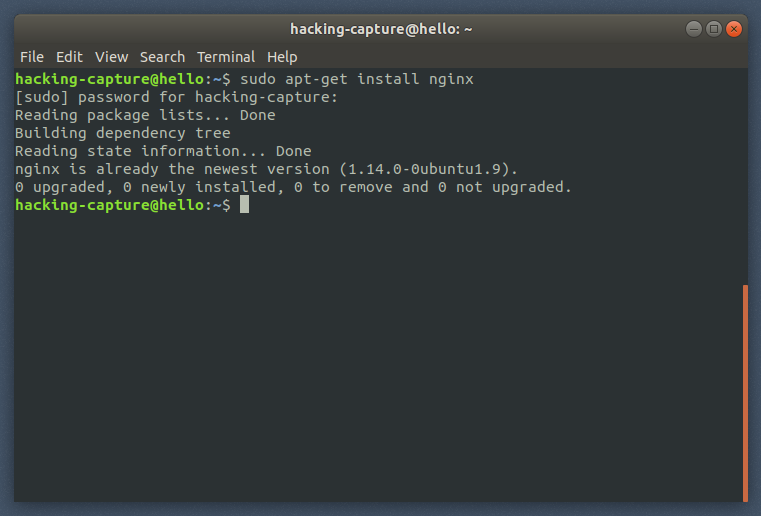 hacking-capture@hello: ~
File Edit View Search Terminal Help
hacking-capture@hello:~$ sudo apt-get install nginx
[sudo] password for hacking-capture:
Reading package lists... Done
Building dependency tree
Reading state information... Done
nginx is already the newest version (1.14.0-0ubuntu1.9).
0 upgraded, 0 newly installed, 0 to remove and 0 not upgraded.
hacking-capture@hello:~$